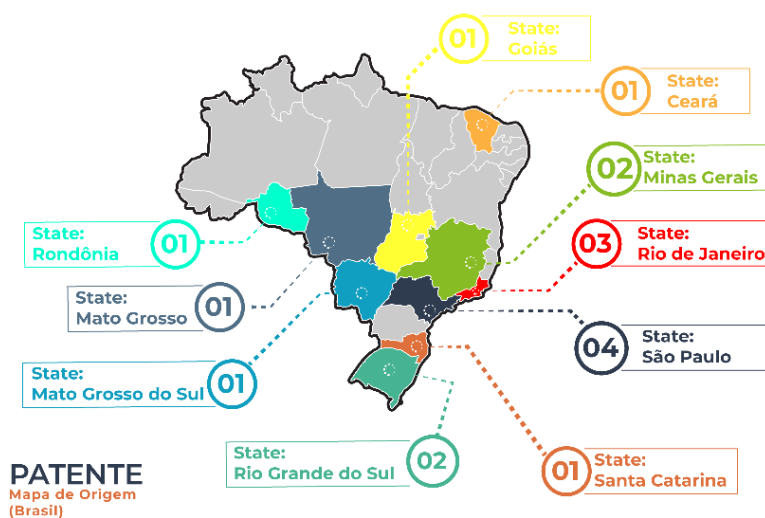 01
State:
Goiás
01
State:
Ceará
02
State:
Minas Gerais
State:
Rondônia
01
03
State:
Rio de Janeiro
State:
Mato Grosso
01
04
State:
São Paulo
State:
Mato Grosso do Sul
01
State:
Rio Grande do Sul
02
01
State:
Santa Catarina
PATENTE
Mapa de Origem
(Brasil)